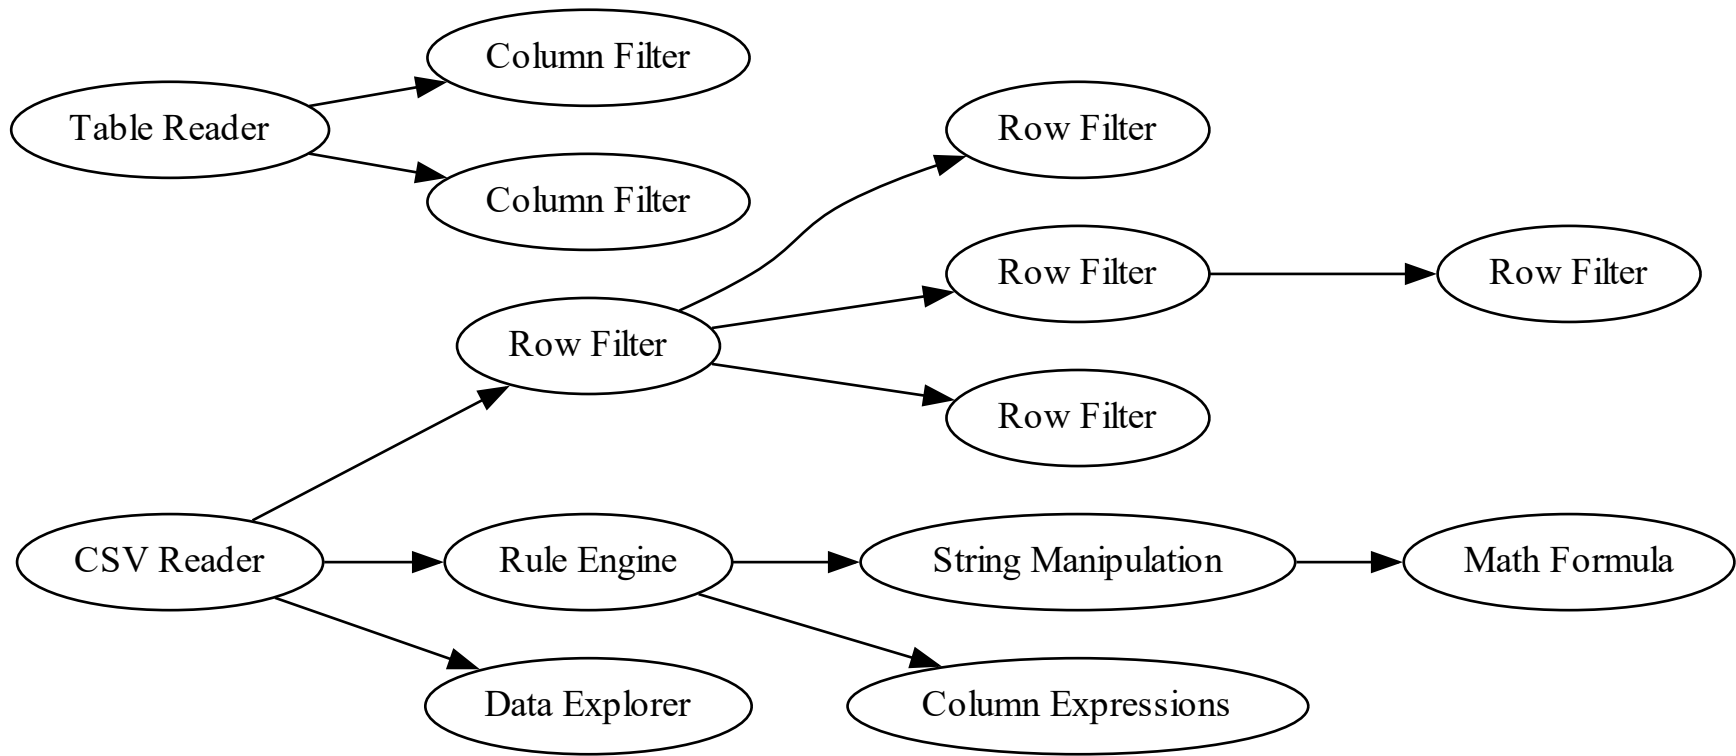 Column Filter
Table Reader
Row Filter
Column Filter
Row Filter
Row Filter
Row Filter
Row Filter
CSV Reader
Rule Engine
String Manipulation
Math Formula
Data Explorer
Column Expressions